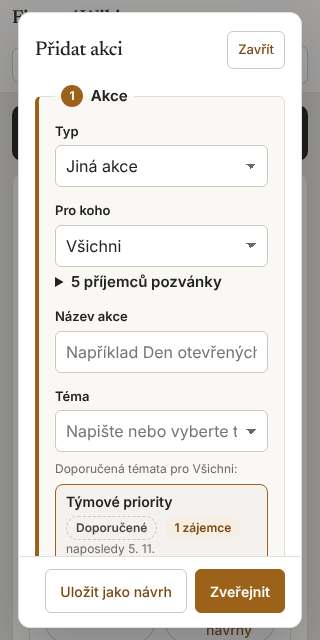 Přidat akci
Zavřít
1 Akce
Typ
Jiná akce
Pro koho
Všichni
5 příjemců pozvánky
Název akce
Například Den otevřených
Téma
Napište nebo vyberte t
Doporučená témata pro Všichni:
Týmové priority
Doporučené 1 zájemce
naposledy 5. 11.
Uložit jako návrh
Zveřejnit
návrhy